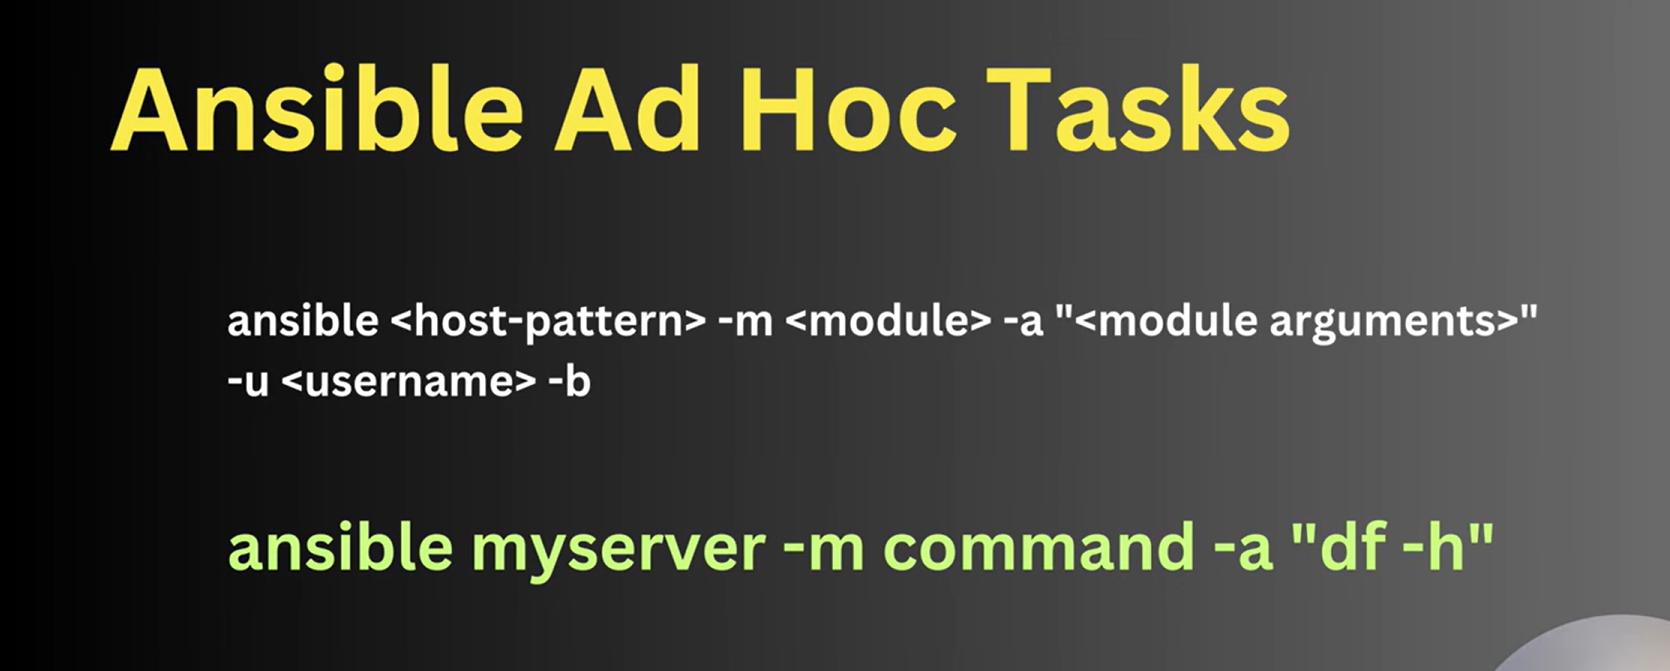 Ansible Ad Hoc Tasks
ansible <host-pattern> -m <module> -a "<module arguments>"
-u <username> -b
ansible myserver -m command -a "df -h"